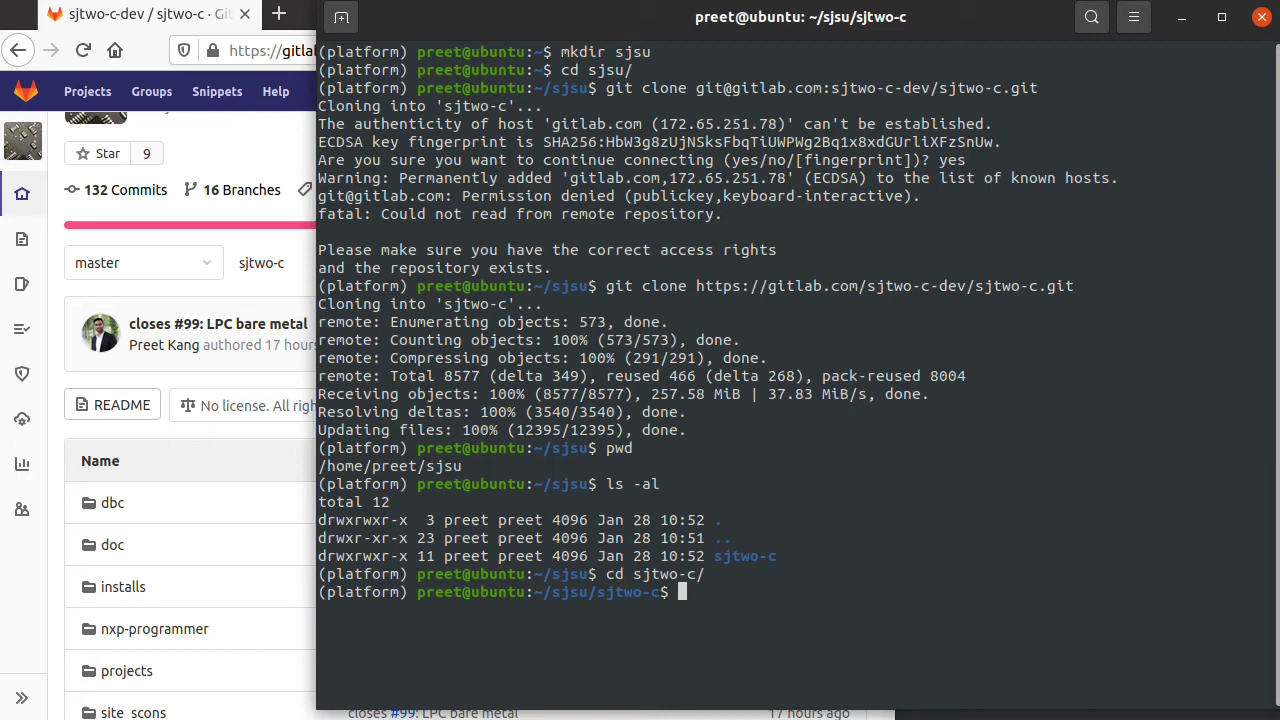 sjtwo-c-dev / sjtwo-c · Git
https://gitlab
Projects
Groups
Snippets
Help
Star
9
132 Commits
16 Branches
master
sjtwo-c
closes #99: LPC bare metal
Preet Kang authored 17 hours
README
No license. All righ
Name
dbc
doc
installs
nxp-programmer
projects
site_scons
closes #99: LPC bare metal
17 hours ago
preet@ubuntu: ~/sjsu/sjtwo-c
(platform) preet@ubuntu:~$ mkdir sjsu
(platform) preet@ubuntu:~$ cd sjsu/
(platform) preet@ubuntu:~/sjsu$ git clone git@gitlab.com:sjtwo-c-dev/sjtwo-c.git
Cloning into 'sjtwo-c'...
The authenticity of host 'gitlab.com (172.65.251.78)' can't be established.
ECDSA key fingerprint is SHA256:HbW3g8zUjNSksFbqTiUWPWg2Bq1x8xdGUrliXFzSnUw.
Are you sure you want to continue connecting (yes/no/[fingerprint])? yes
Warning: Permanently added 'gitlab.com,172.65.251.78' (ECDSA) to the list of known hosts.
git@gitlab.com: Permission denied (publickey,keyboard-interactive).
fatal: Could not read from remote repository.
Please make sure you have the correct access rights
and the repository exists.
(platform) preet@ubuntu:~/sjsu$ git clone https://gitlab.com/sjtwo-c-dev/sjtwo-c.git
Cloning into 'sjtwo-c'...
remote: Enumerating objects: 573, done.
remote: Counting objects: 100% (573/573), done.
remote: Compressing objects: 100% (291/291), done.
remote: Total 8577 (delta 349), reused 466 (delta 268), pack-reused 8004
Receiving objects: 100% (8577/8577), 257.58 MiB | 37.83 MiB/s, done.
Resolving deltas: 100% (3540/3540), done.
Updating files: 100% (12395/12395), done.
(platform) preet@ubuntu:~/sjsu$ pwd
/home/preet/sjsu
(platform) preet@ubuntu:~/sjsu$ ls -al
total 12
drwxrwxr-x  3 preet preet 4096 Jan 28 10:52 .
drwxr-xr-x 23 preet preet 4096 Jan 28 10:51 ..
drwxrwxr-x 11 preet preet 4096 Jan 28 10:52 sjtwo-c
(platform) preet@ubuntu:~/sjsu$ cd sjtwo-c/
(platform) preet@ubuntu:~/sjsu/sjtwo-c$